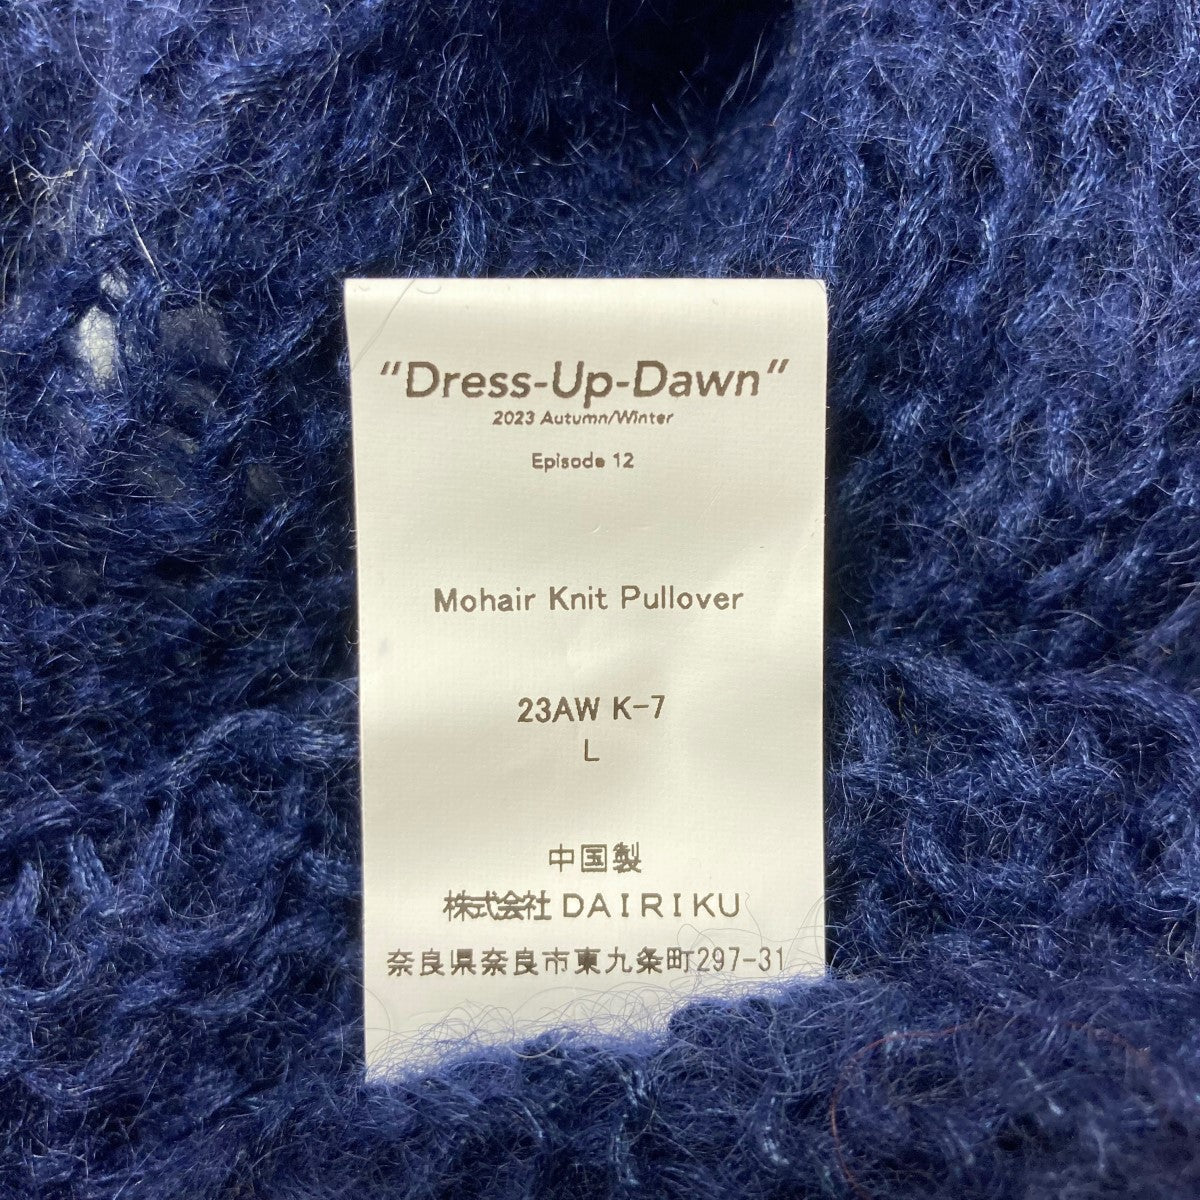 "Dress-Up-Dawn"
2023 Autumn/Winter
Episode 12
Mohair Knit Pullover
23AW K-7
L
中国製
株式会社 DAIRIKU
奈良県奈良市東九条町297-31